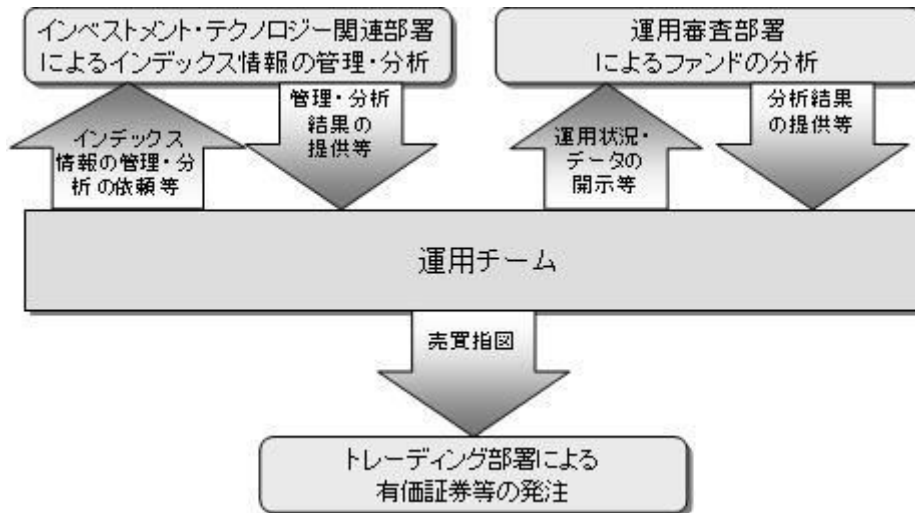 インベストメント・テクノロジー関連部署
によるインデックス情報の管理・分析
運用審査部署
によるファンドの分析
インデックス
情報の管理・分
析の依頼等
管理・分析
結果の
提供等
運用状況・
データの
開示等
分析結果
の提供等
運用チーム
売買指図
トレーディング部署による
有価証券等の発注